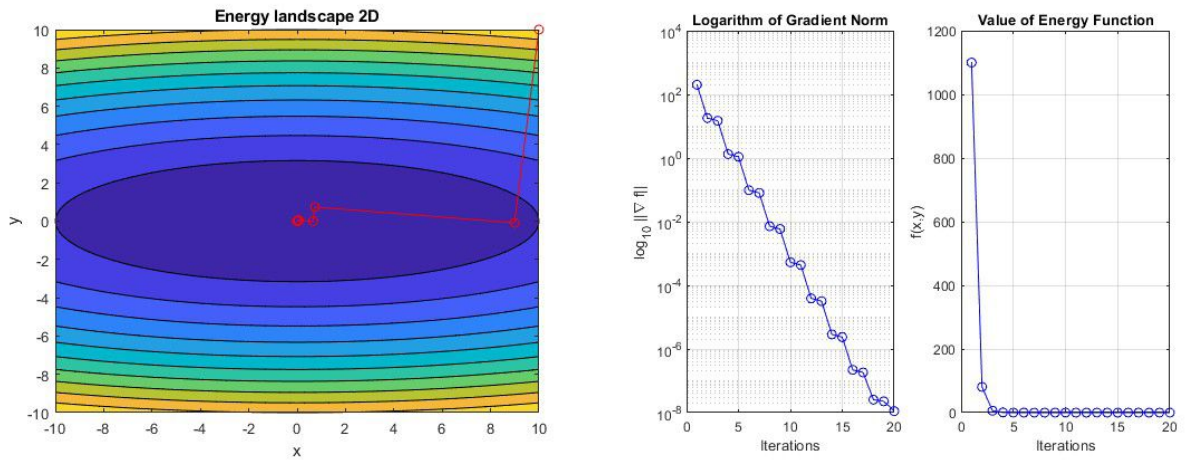 Energy landscape 2D
10
8
6
4
2
0
-2
-4
-6
-8
-10
y
-10 -8 -6 -4 -2 0 2 4 6 8 10
x
Logarithm of Gradient Norm
10^4
10^2
10^0
10^-2
10^-4
10^-6
10^-8
log_10 ||∇ f||
0 5 10 15 20
Iterations
Value of Energy Function
1200
1000
800
600
400
200
0
f(x,y)
0 5 10 15 20
Iterations